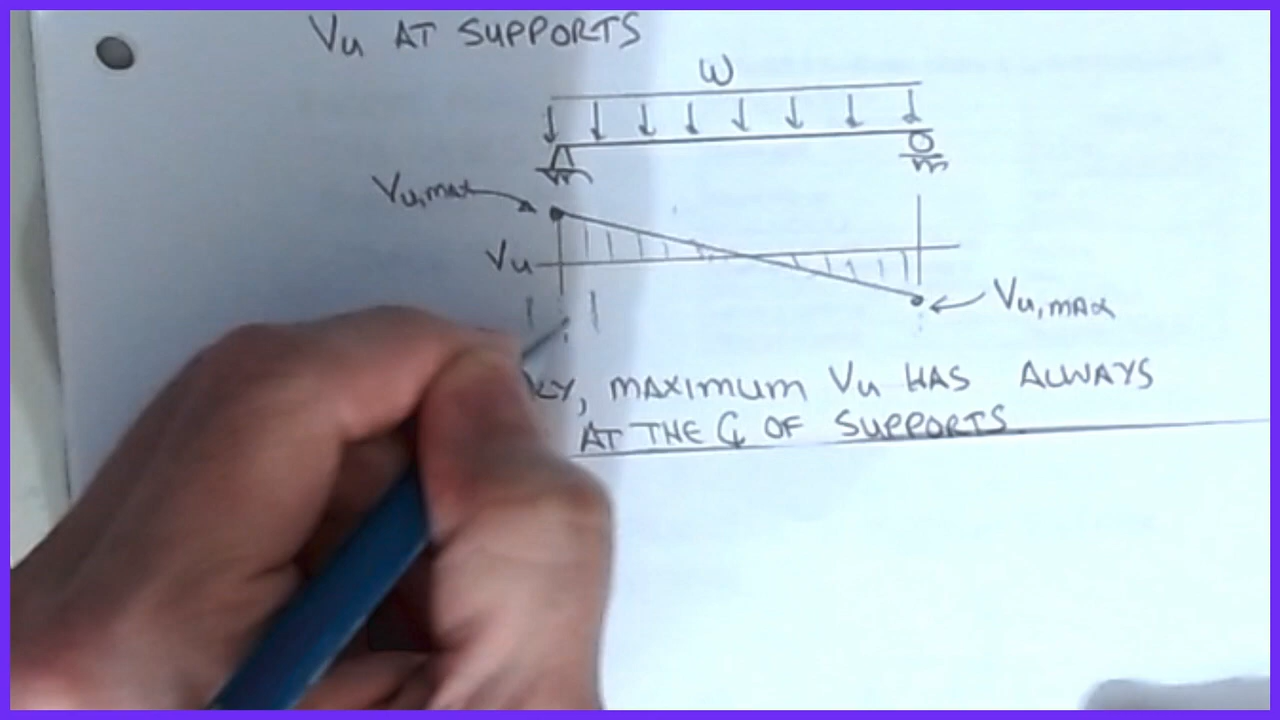 Vu AT SUPPORTS
W
Vu,MAX
Vu
Vu,MAX
MAXIMUM Vu HAS ALWAYS
AT THE ℄ OF SUPPORTS